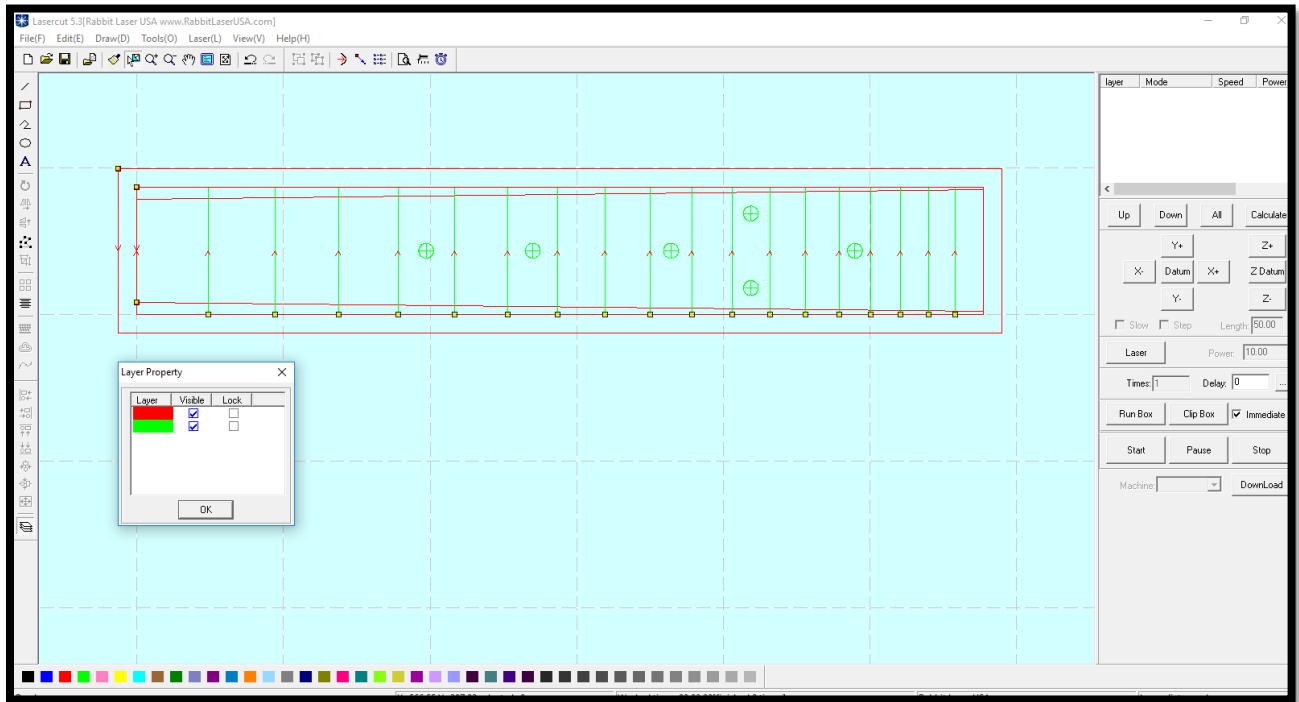 Lasercut 5.3[Rabbit Laser USA www.RabbitLaserUSA.com]
File(F) Edit(E) Draw(D) Tools(O) Laser(L) View(V) Help(H)
layer Mode Speed Power
Up Down All Calculate
Y+ Z+
X- Datum X+ Z Datum
Y- Z-
Slow Step Length: 50.00
Laser Power: 10.00
Times: 1 Delay: 0 ...
Run Box Clip Box Immediate
Start Pause Stop
Machine: DownLoad
Layer Property
Layer Visible Lock
OK